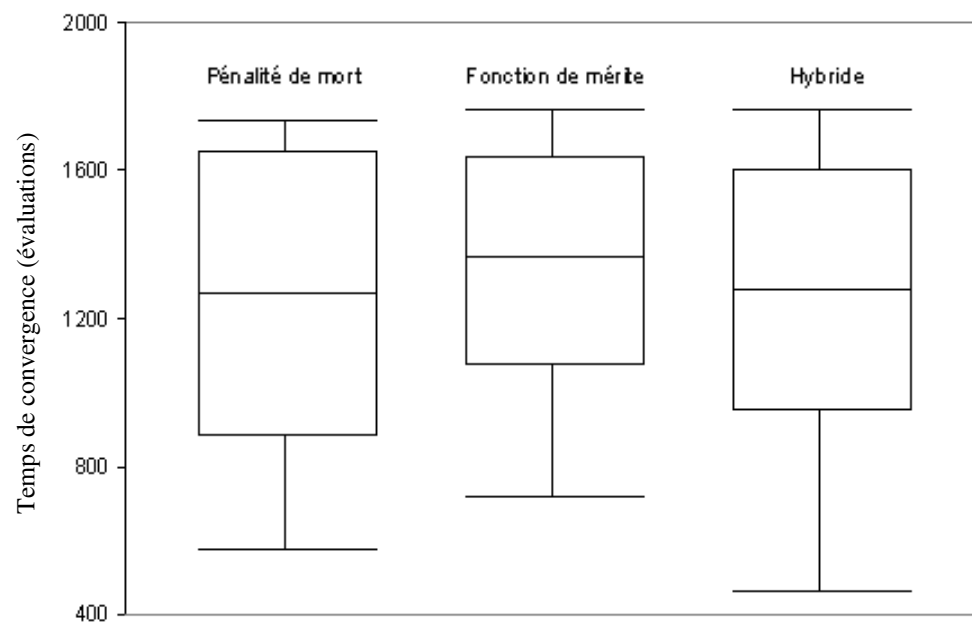 2000
Pénalité de mort
Fonction de mérite
Hybride
1600
1200
800
400
Temps de convergence (évaluations)